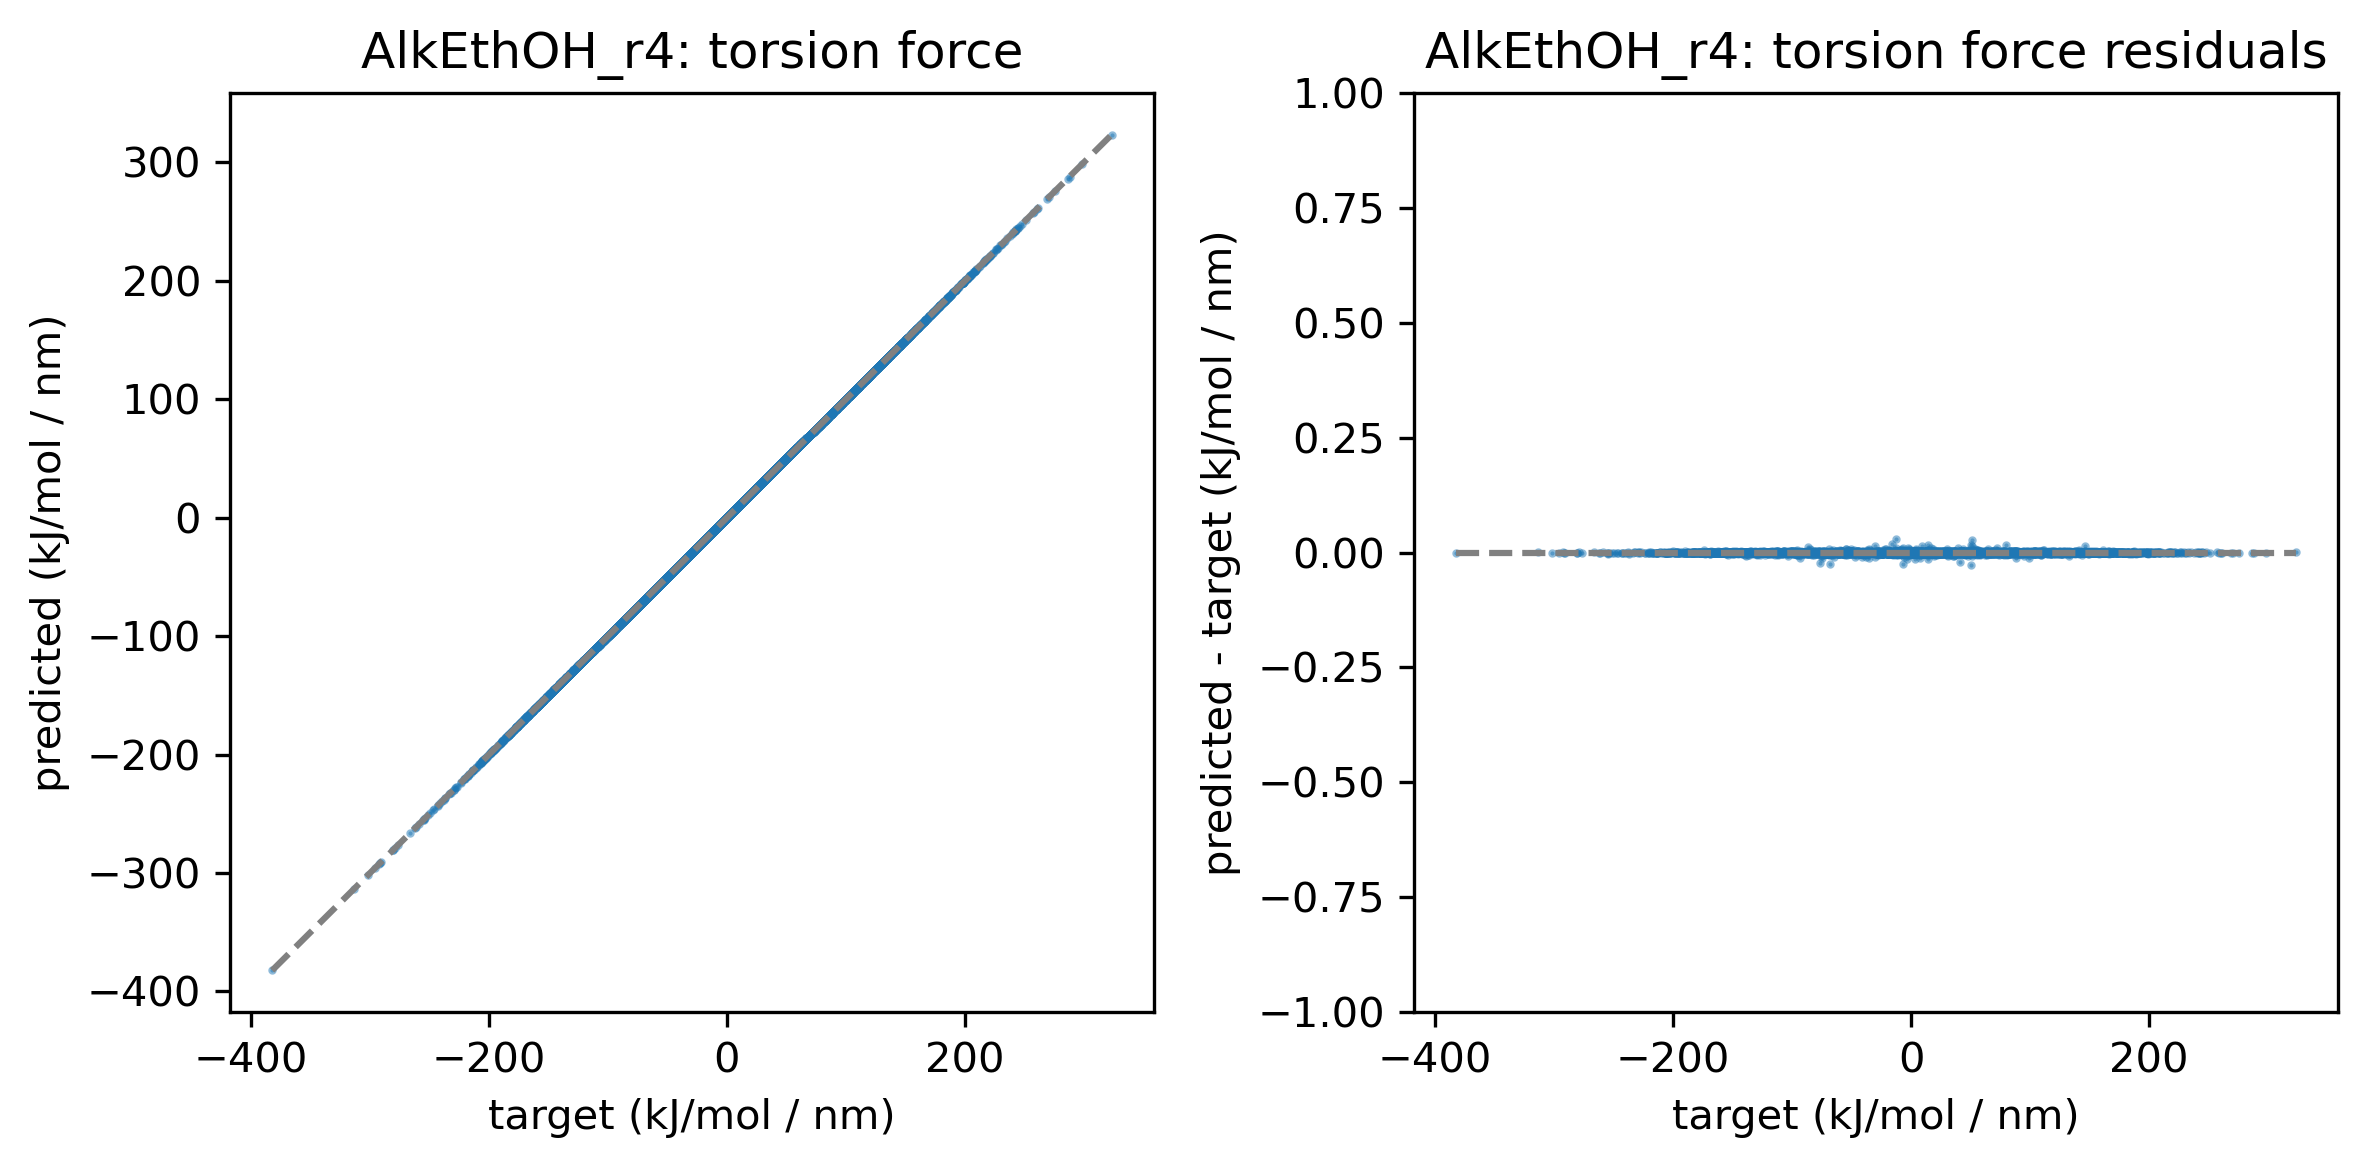 AlkEthOH_r4: torsion force
predicted (kJ/mol / nm)
300
200
100
0
−100
−200
−300
−400
−400 −200 0 200
target (kJ/mol / nm)
AlkEthOH_r4: torsion force residuals
predicted - target (kJ/mol / nm)
1.00
0.75
0.50
0.25
0.00
−0.25
−0.50
−0.75
−1.00
−400 −200 0 200
target (kJ/mol / nm)